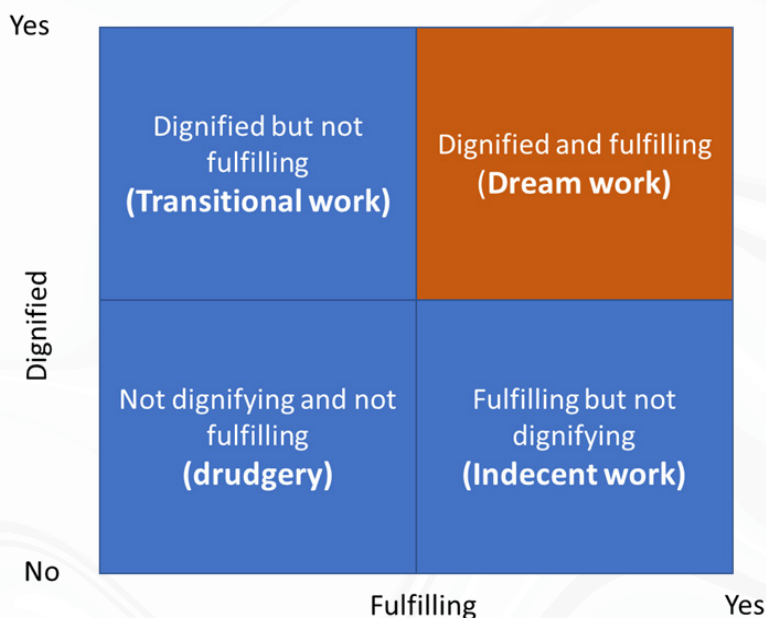 Yes
Dignified but not
fulfilling
(Transitional work)
Dignified and fulfilling
(Dream work)
Dignified
Not dignifying and not
fulfilling
(drudgery)
Fulfilling but not
dignifying
(Indecent work)
No
Fulfilling
Yes